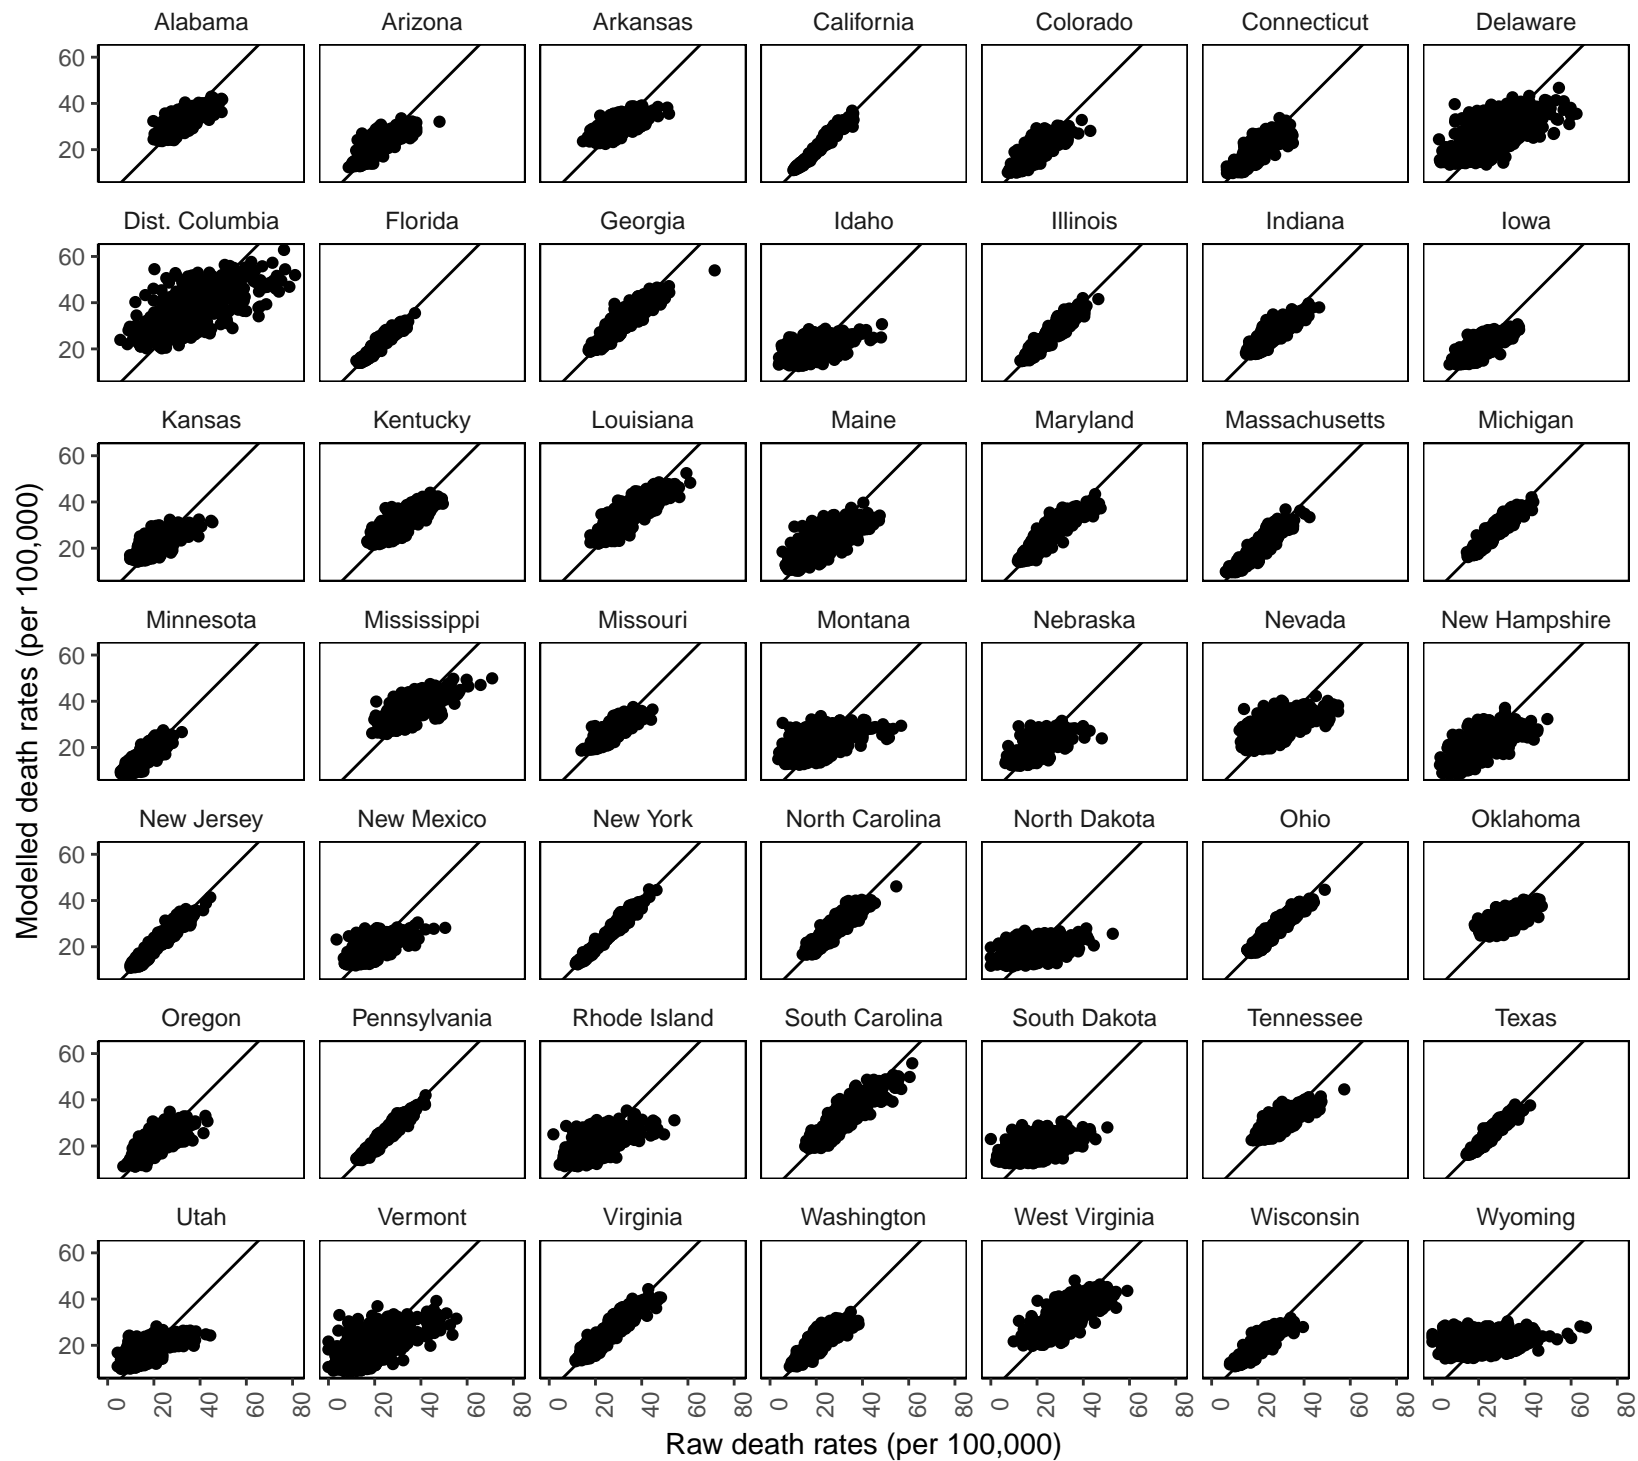 Alabama Arizona Arkansas California Colorado Connecticut Delaware
60
40
20
Dist. Columbia Florida Georgia Idaho Illinois Indiana Iowa
60
40
20
Kansas Kentucky Louisiana Maine Maryland Massachusetts Michigan
60
40
20
Modelled death rates (per 100,000)
Minnesota Mississippi Missouri Montana Nebraska Nevada New Hampshire
60
40
20
New Jersey New Mexico New York North Carolina North Dakota Ohio Oklahoma
60
40
20
Oregon Pennsylvania Rhode Island South Carolina South Dakota Tennessee Texas
60
40
20
Utah Vermont Virginia Washington West Virginia Wisconsin Wyoming
60
40
20
0 20 40 60 80 0 20 40 60 80 0 20 40 60 80 0 20 40 60 80 0 20 40 60 80 0 20 40 60 80 0 20 40 60 80
Raw death rates (per 100,000)